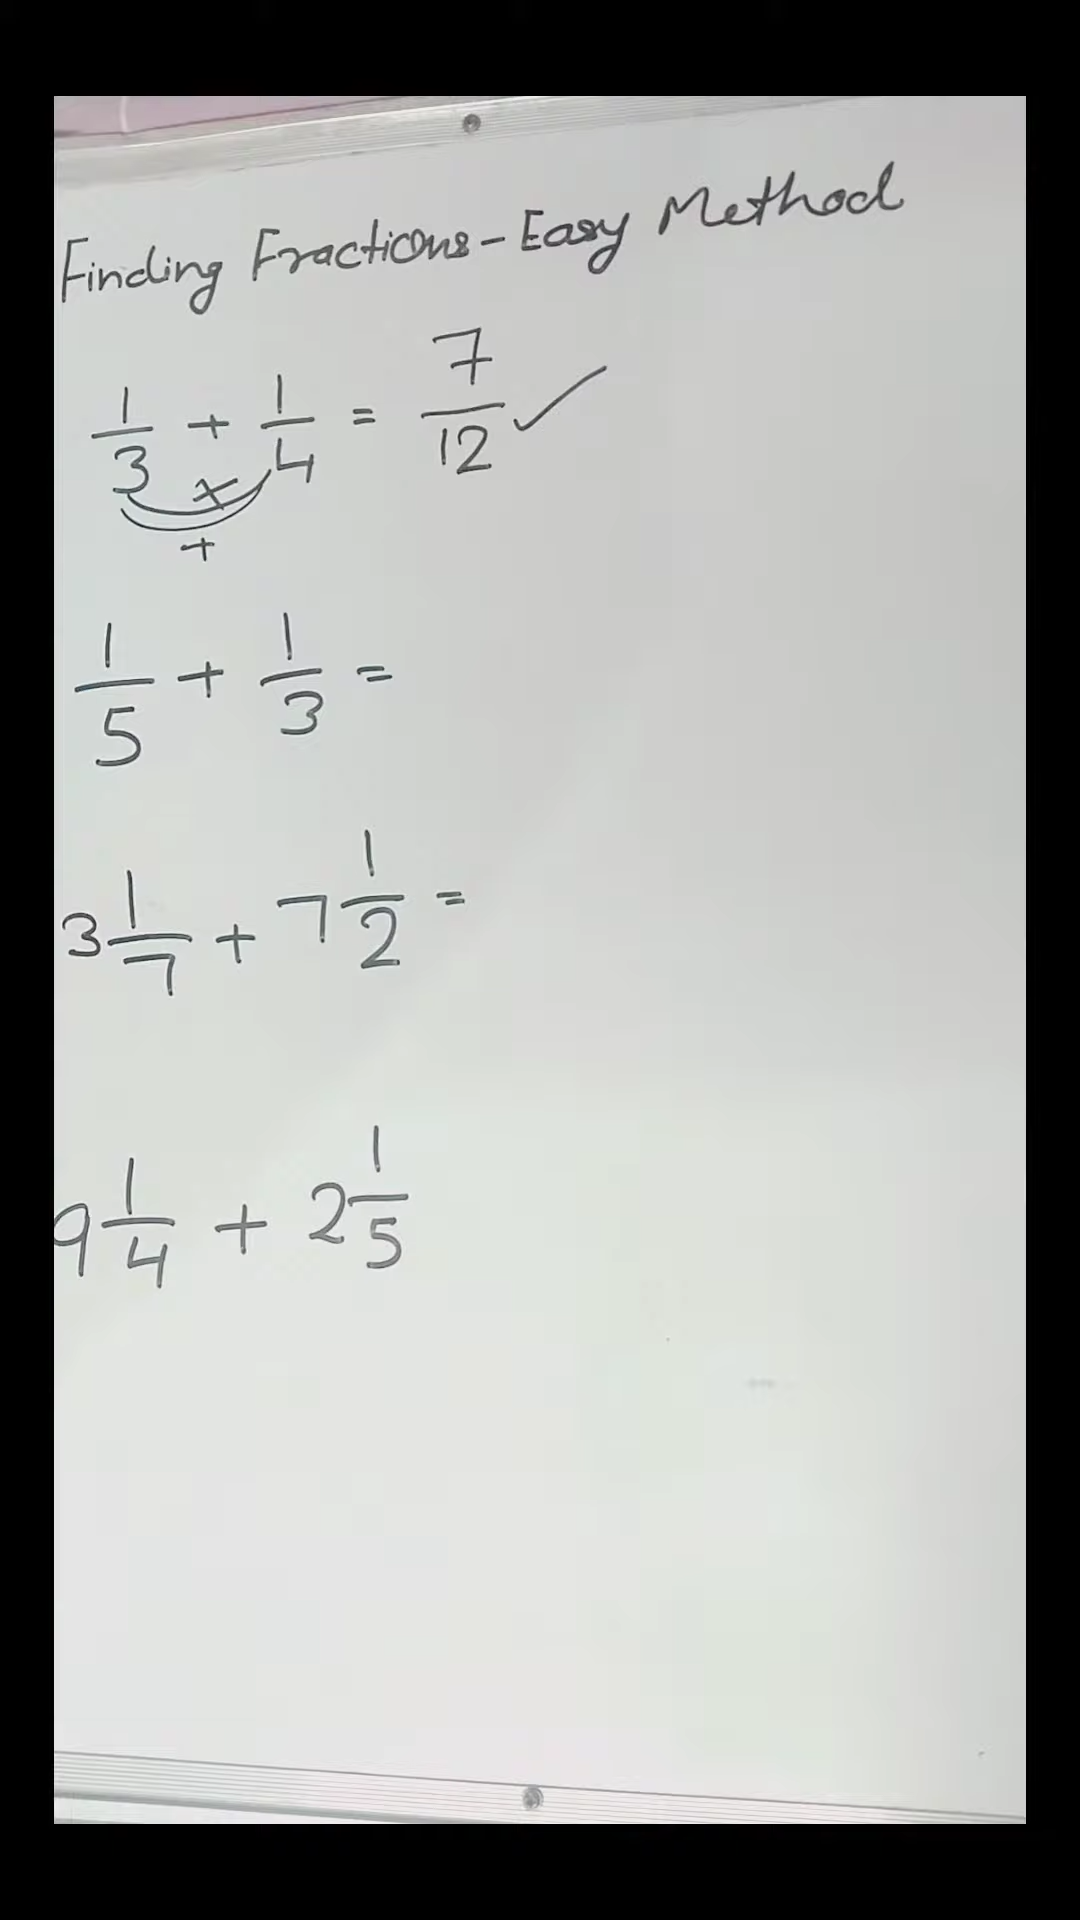 Finding Fractions - Easy Method
1/3 + 1/4 = 7/12 ✓
×
+
1/5 + 1/3 =
3 1/7 + 7 1/2 =
9 1/4 + 2 1/5